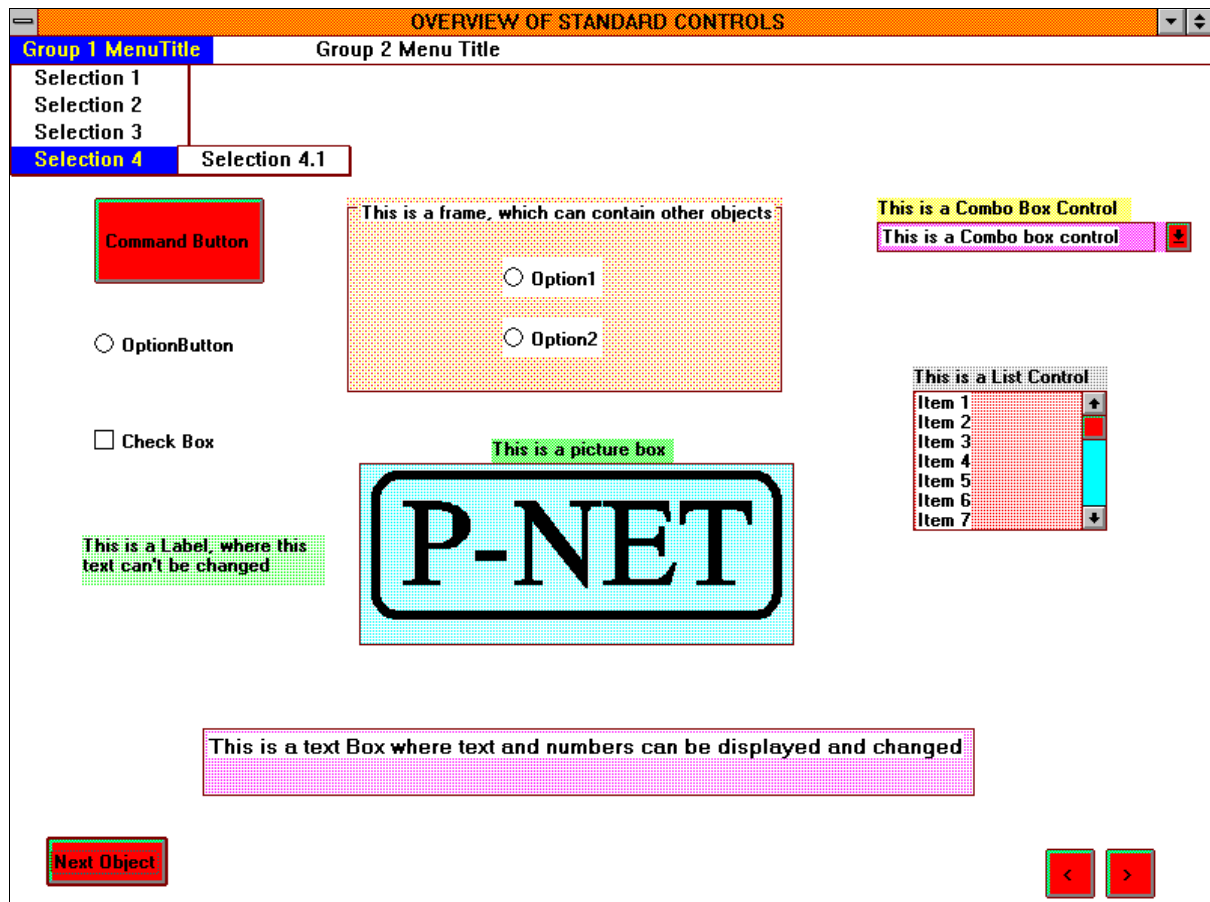 OVERVIEW OF STANDARD CONTROLS
Group 1 MenuTitle
Group 2 Menu Title
Selection 1
Selection 2
Selection 3
Selection 4
Selection 4.1
Command Button
This is a frame, which can contain other objects
Option1
Option2
This is a Combo Box Control
This is a Combo box control
OptionButton
Check Box
This is a List Control
Item 1
Item 2
Item 3
Item 4
Item 5
Item 6
Item 7
This is a picture box
P-NET
This is a Label, where this
text can't be changed
This is a text Box where text and numbers can be displayed and changed
Next Object
<
>